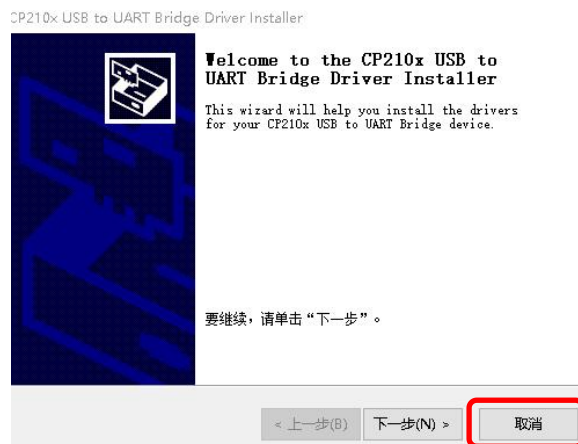 CP210x USB to UART Bridge Driver Installer
Welcome to the CP210x USB to
UART Bridge Driver Installer
This wizard will help you install the drivers
for your CP210x USB to UART Bridge device.
要继续，请单击“下一步”。
< 上一步(B)
下一步(N) >
取消